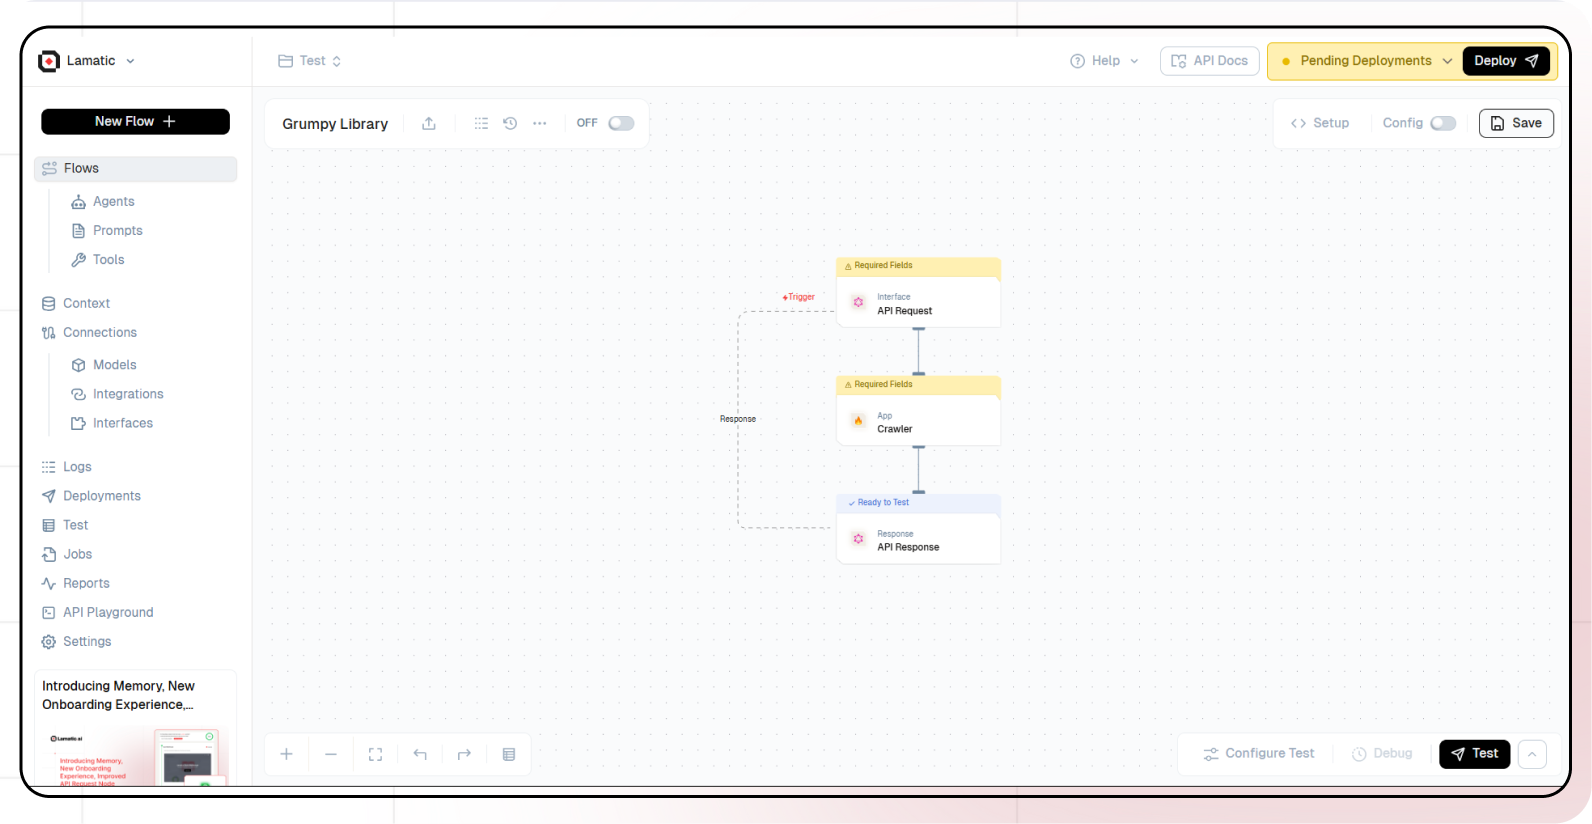 Lamatic
Test
Help
API Docs
Pending Deployments
Deploy
New Flow
Grumpy Library
OFF
Setup
Config
Save
Flows
Agents
Prompts
Tools
Context
Connections
Models
Integrations
Interfaces
Logs
Deployments
Test
Jobs
Reports
API Playground
Settings
Introducing Memory, New
Onboarding Experience,...
Lamatic.ai
Introducing Memory,
New Onboarding
Experience, Improved
API Request Node
Required Fields
Trigger
Interface
API Request
Required Fields
App
Crawler
Response
Ready to Test
Response
API Response
Configure Test
Debug
Test